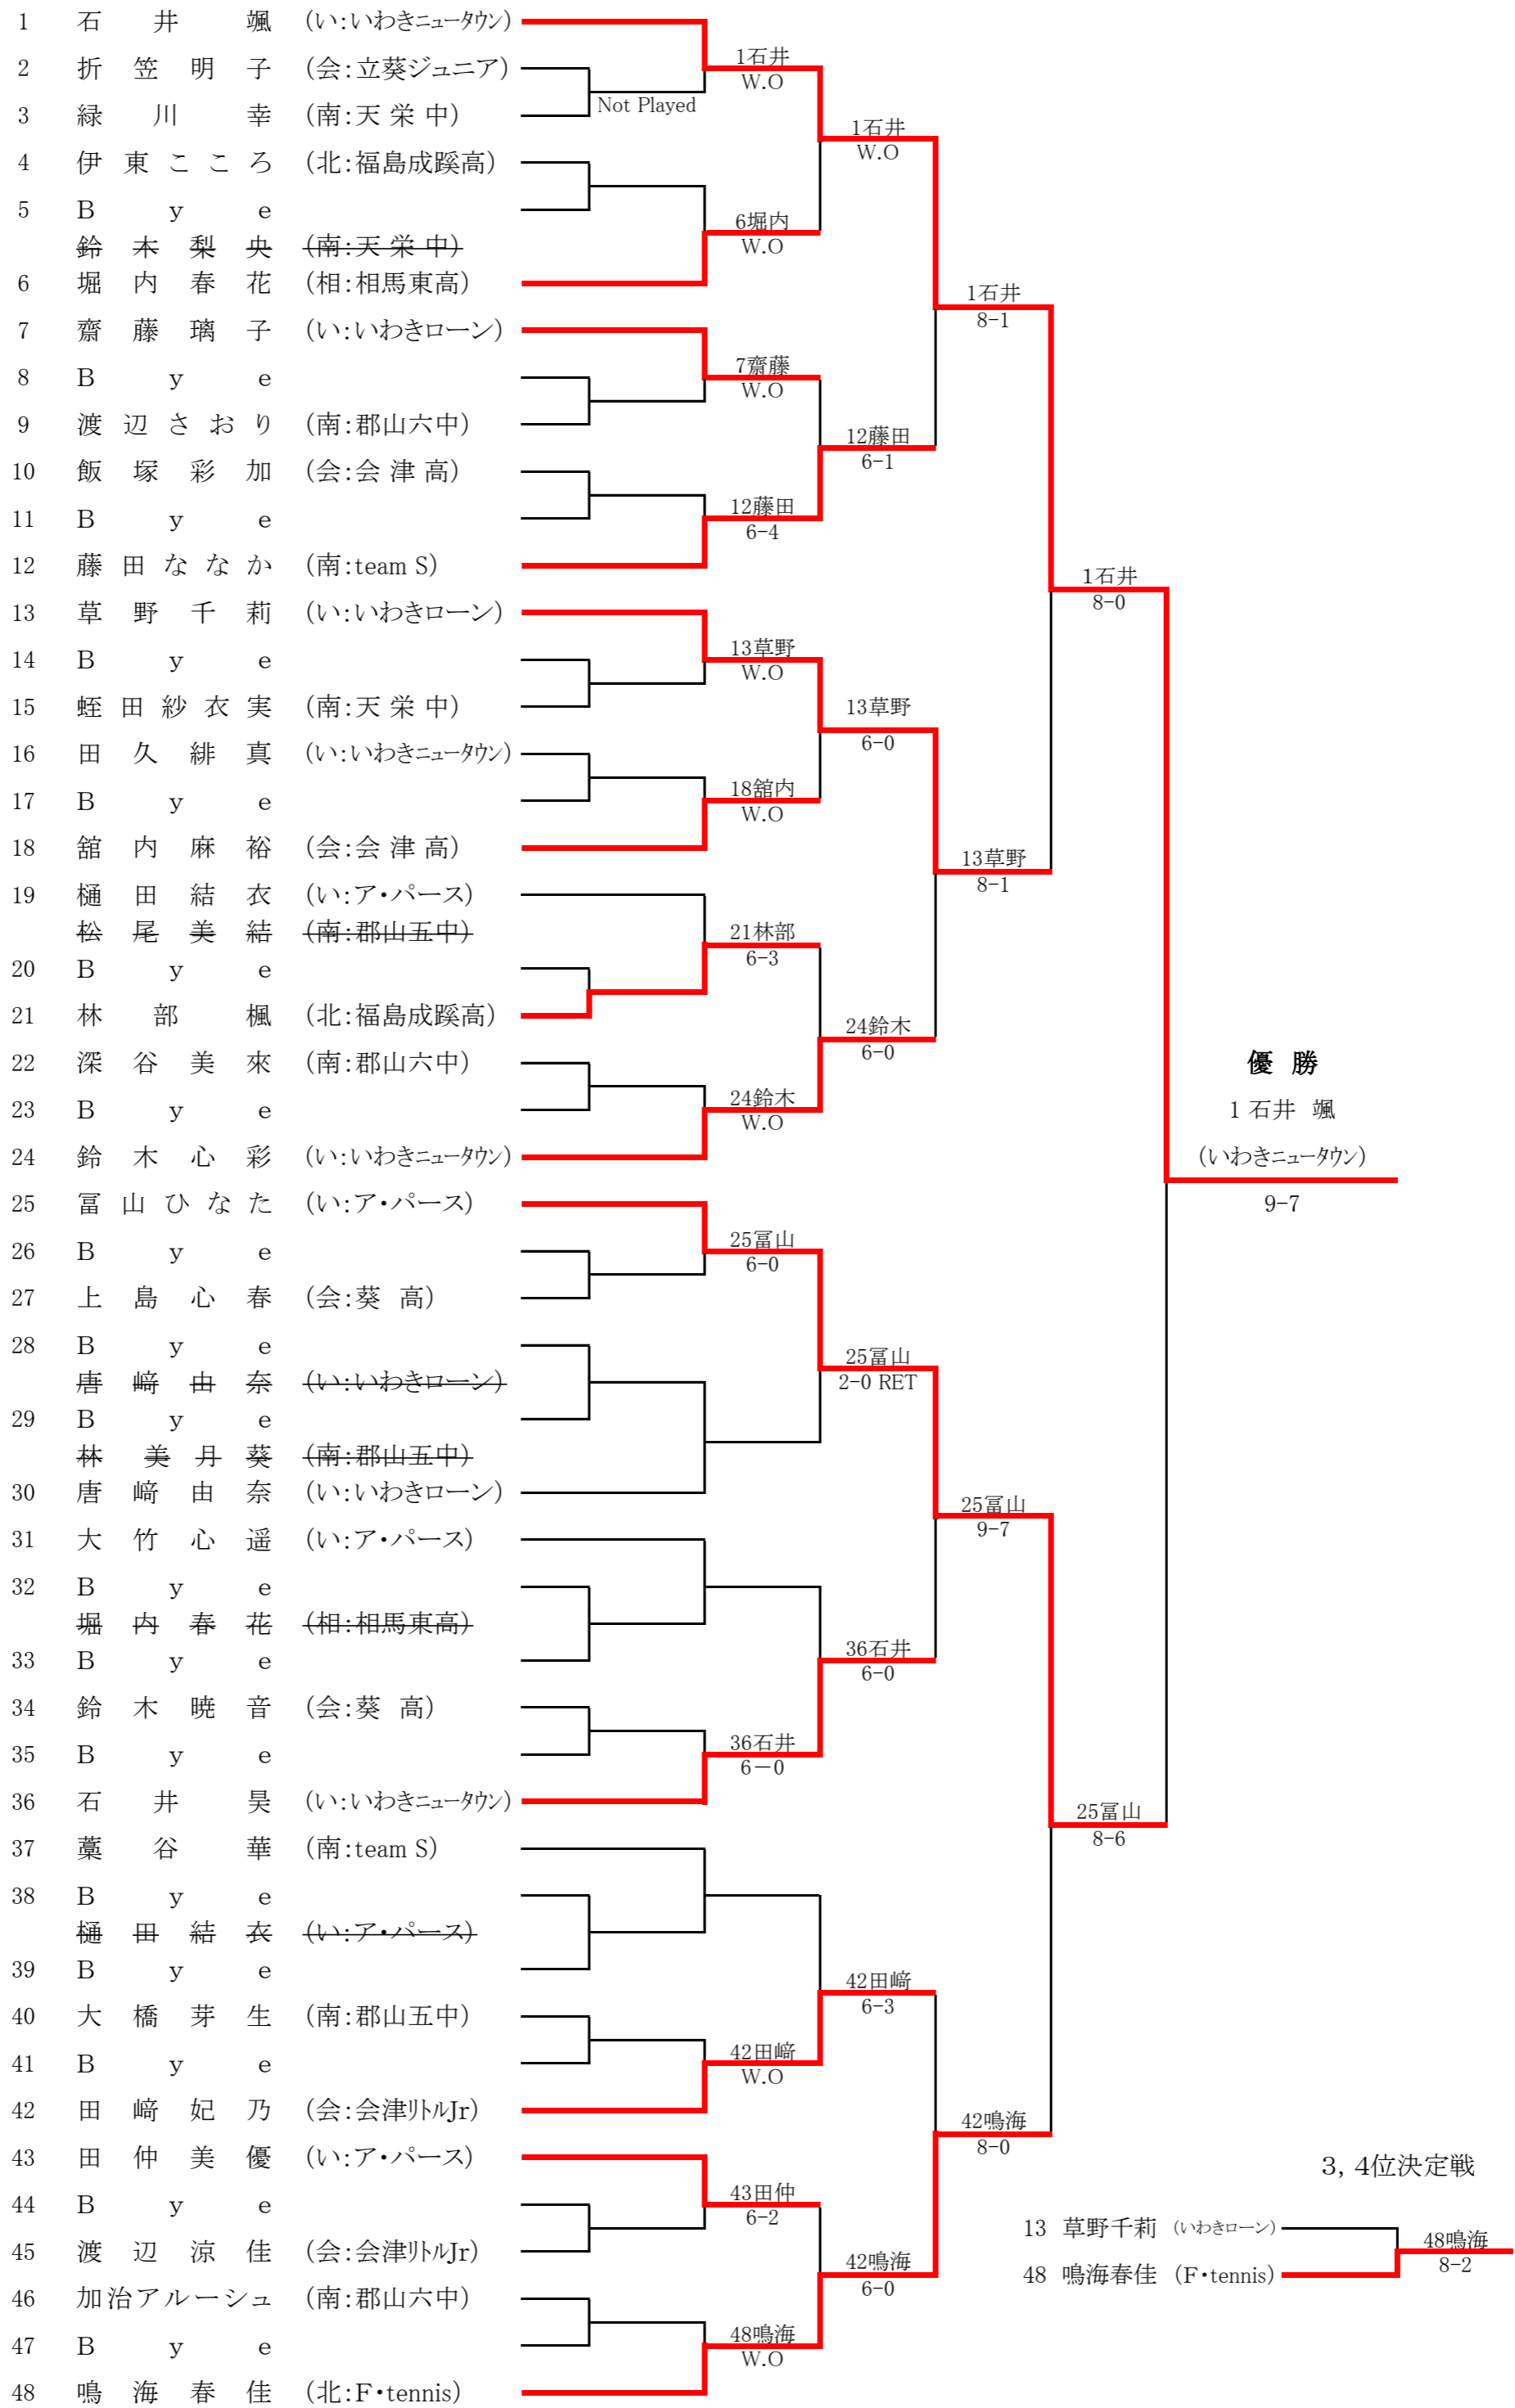 1 石井 颯 (い:いわきニュータウン)
2 折笠明子 (会:立葵ジュニア)
3 緑川 幸 (南:天栄中)
4 伊東こころ (北:福島成蹊高)
5 Bye
鈴木梨央 (南:天栄中)
6 堀内春花 (相:相馬東高)
7 齋藤璃子 (い:いわきローン)
8 Bye
9 渡辺さおり (南:郡山六中)
10 飯塚彩加 (会:会津高)
11 Bye
12 藤田ななか (南:team S)
13 草野千莉 (い:いわきローン)
14 Bye
15 蛭田紗衣実 (南:天栄中)
16 田久緋真 (い:いわきニュータウン)
17 Bye
18 舘内麻裕 (会:会津高)
19 樋田結衣 (い:ア・パース)
松尾美結 (南:郡山五中)
20 Bye
21 林部 楓 (北:福島成蹊高)
22 深谷美來 (南:郡山六中)
23 Bye
24 鈴木心彩 (い:いわきニュータウン)
25 冨山ひなた (い:ア・パース)
26 Bye
27 上島心春 (会:葵 高)
28 Bye
唐﨑由奈 (い:いわきローン)
29 Bye
林 美月葵 (南:郡山五中)
30 唐﨑由奈 (い:いわきローン)
31 大竹心遥 (い:ア・パース)
32 Bye
堀内春花 (相:相馬東高)
33 Bye
34 鈴木暁音 (会:葵 高)
35 Bye
36 石井 昊 (い:いわきニュータウン)
37 藁谷 華 (南:team S)
38 Bye
樋田結衣 (い:ア・パース)
39 Bye
40 大橋芽生 (南:郡山五中)
41 Bye
42 田﨑妃乃 (会:会津リトルJr)
43 田仲美優 (い:ア・パース)
44 Bye
45 渡辺涼佳 (会:会津リトルJr)
46 加治アルーシュ (南:郡山六中)
47 Bye
48 鳴海春佳 (北:F・tennis)
Not Played
1石井
W.O
6堀内
W.O
7齋藤
W.O
12藤田
6-4
13草野
W.O
18舘内
W.O
21林部
6-3
24鈴木
W.O
25冨山
6-0
36石井
6-0
42田﨑
W.O
43田仲
6-2
48鳴海
W.O
1石井
W.O
12藤田
6-1
13草野
6-0
24鈴木
6-0
25冨山
2-0 RET
36石井
6-0
42田﨑
6-3
42鳴海
6-0
1石井
8-1
13草野
8-1
25冨山
9-7
42鳴海
8-0
1石井
8-0
25冨山
8-6
優 勝
1 石井 颯
(いわきニュータウン)
9-7
3, 4位決定戦
13 草野千莉 (いわきローン)
48 鳴海春佳 (F・tennis)
48鳴海
8-2